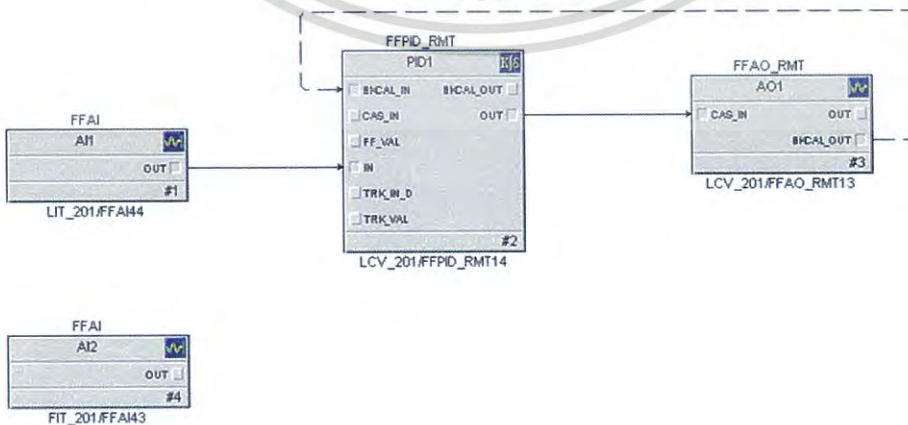 FFAI
AI1
OUT
#1
LIT_201/FFAI44
FFPID_RMT
PID1
BKCAL_IN BKCAL_OUT
CAS_IN OUT
FF_VAL
IN
TRK_IN_D
TRK_VAL
#2
LCV_201/FFPID_RMT14
FFAO_RMT
AO1
CAS_IN OUT
BKCAL_OUT
#3
LCV_201/FFAO_RMT13
FFAI
AI2
OUT
#4
FIT_201/FFAI43